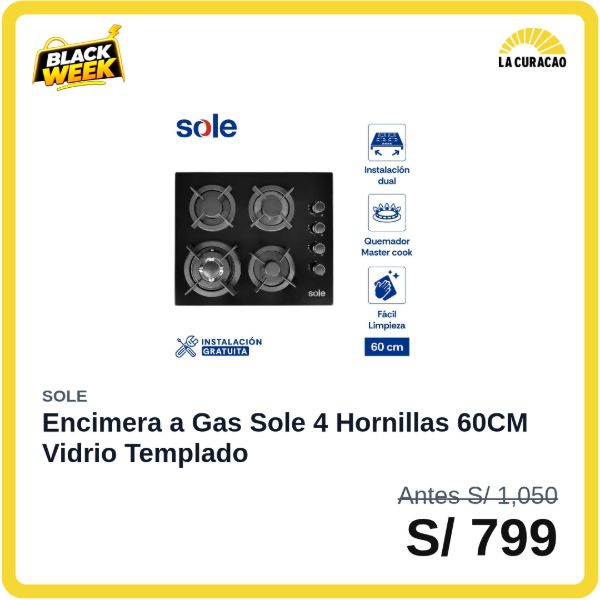 BLACK
WEEK
LA CURACAO
sole
Instalación
dual
Quemador
Master cook
Fácil
Limpieza
60 cm
sole
INSTALACIÓN
GRATUITA
SOLE
Encimera a Gas Sole 4 Hornillas 60CM
Vidrio Templado
Antes S/ 1,050
S/ 799